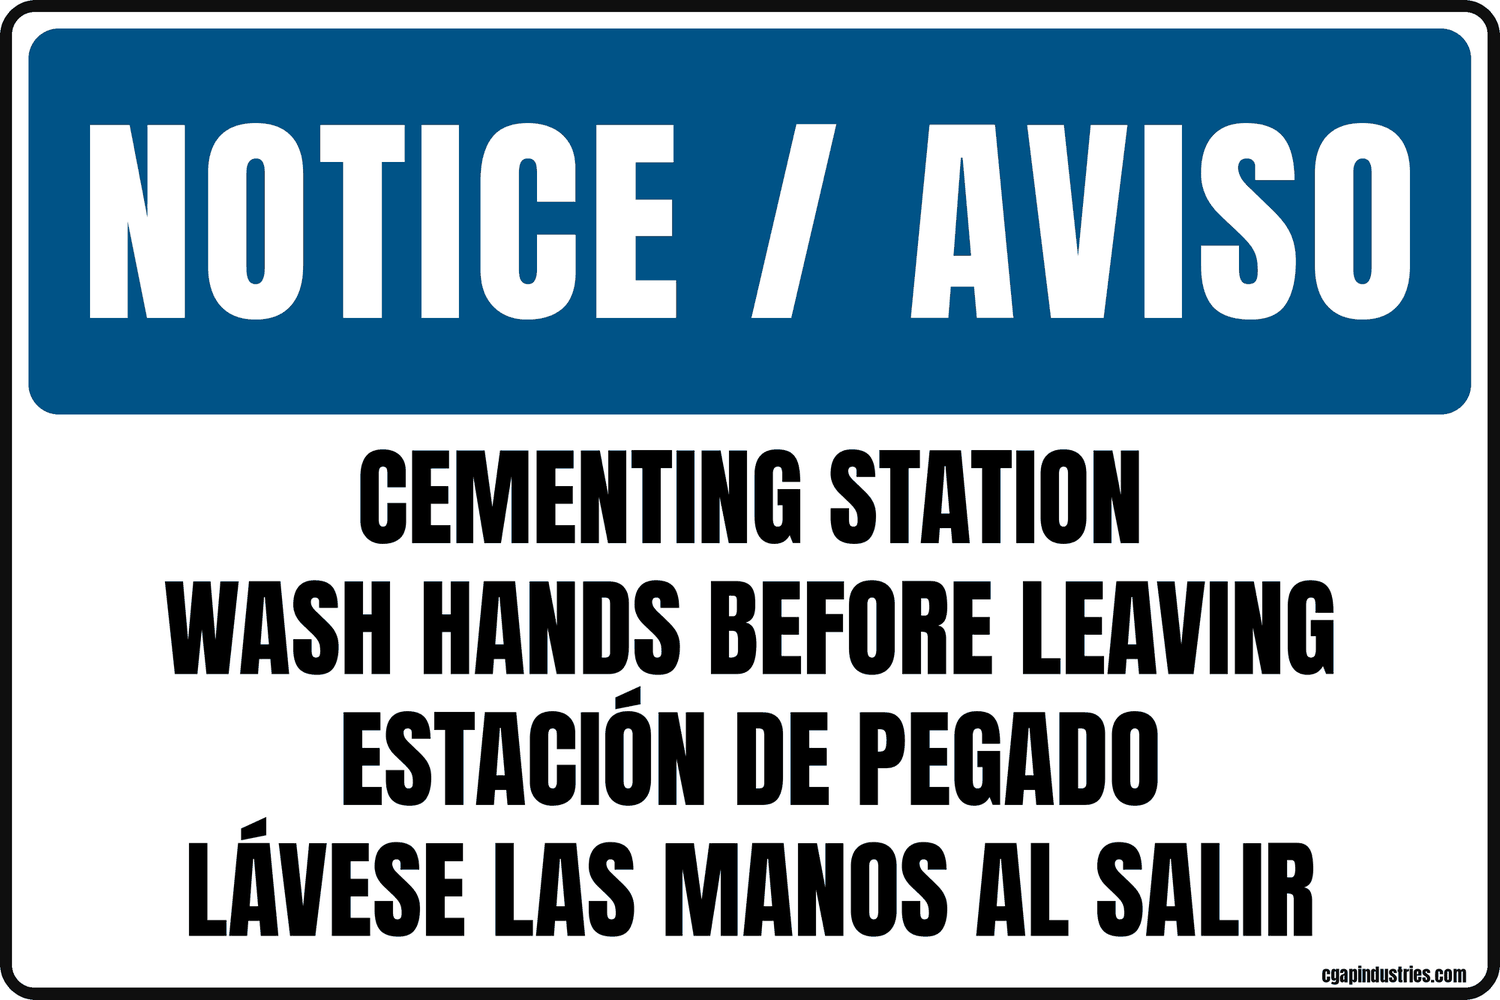 NOTICE / AVISO
CEMENTING STATION
WASH HANDS BEFORE LEAVING
ESTACIÓN DE PEGADO
LÁVESE LAS MANOS AL SALIR
cgapindustries.com